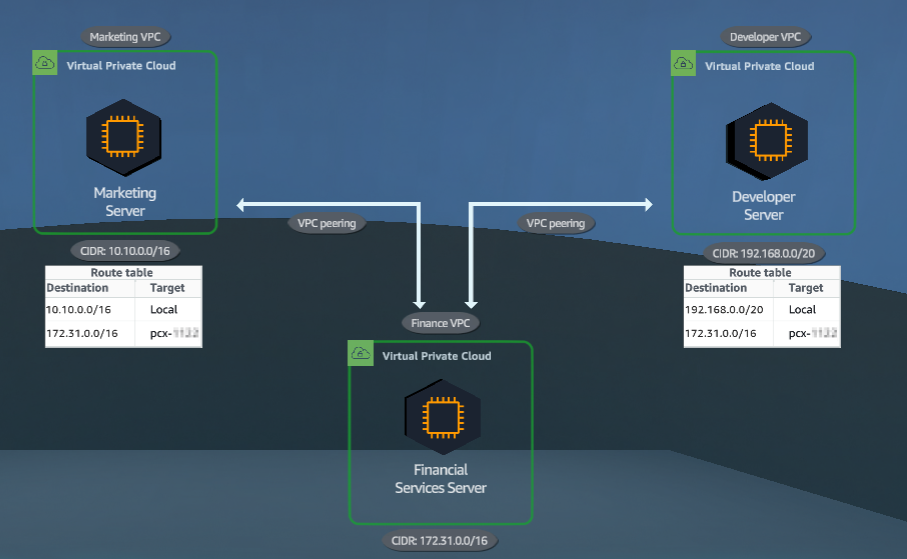 Marketing VPC
Virtual Private Cloud
Marketing
Server
CIDR: 10.10.0.0/16
Route table
Destination Target
10.10.0.0/16 Local
172.31.0.0/16 pcx-
Developer VPC
Virtual Private Cloud
Developer
Server
CIDR: 192.168.0.0/20
Route table
Destination Target
192.168.0.0/20 Local
172.31.0.0/16 pcx-
VPC peering
VPC peering
Finance VPC
Virtual Private Cloud
Financial
Services Server
CIDR: 172.31.0.0/16